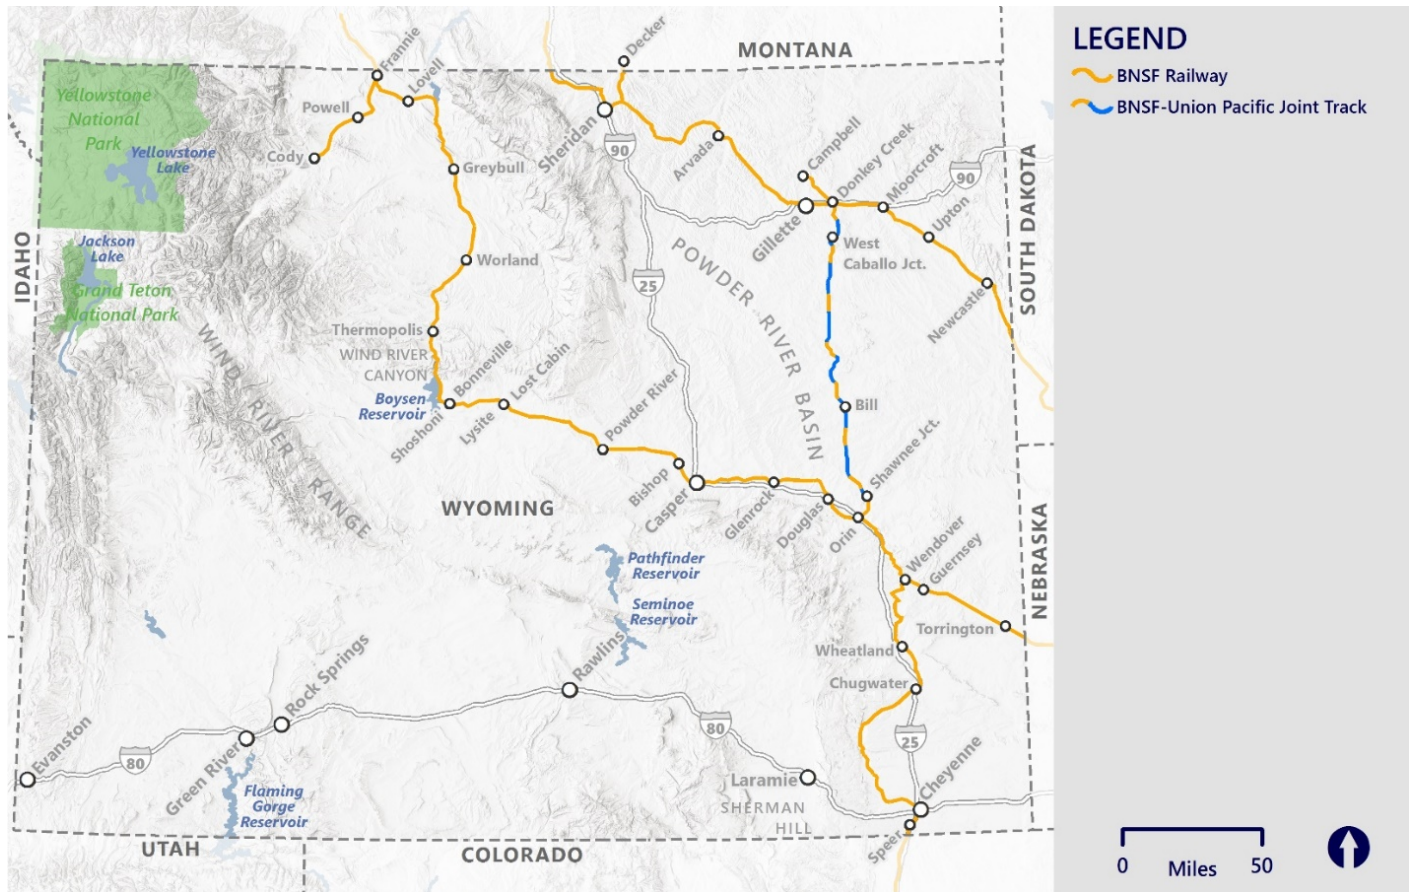 MONTANA
Frannie
Lovell
Powell
Cody
Decker
Sheridan
90
Arvada
Campbell
Donkey Creek
Moorcroft
90
Upton
Gillette
West
Caballo Jct.
Newcastle
SOUTH DAKOTA
Yellowstone
National
Park
Yellowstone
Lake
IDAHO
Jackson
Lake
Grand Teton
National Park
Greybull
Worland
Thermopolis
WIND RIVER
CANYON
Boysen
Reservoir
Bonneville
Shoshoni
Lost Cabin
Lysite
25
POWDER RIVER BASIN
Powder River
Bishop
Casper
Glenrock
Douglas
Orin
Bill
Shawnee Jct.
WIND RIVER RANGE
WYOMING
Pathfinder
Reservoir
Seminoe
Reservoir
Wendover
Guernsey
NEBRASKA
Torrington
Wheatland
Chugwater
25
Evanston
80
Green River
Rock Springs
Rawlins
80
Laramie
SHERMAN
HILL
Cheyenne
Speer
Flaming
Gorge
Reservoir
UTAH
COLORADO
LEGEND
BNSF Railway
BNSF-Union Pacific Joint Track
0 Miles 50